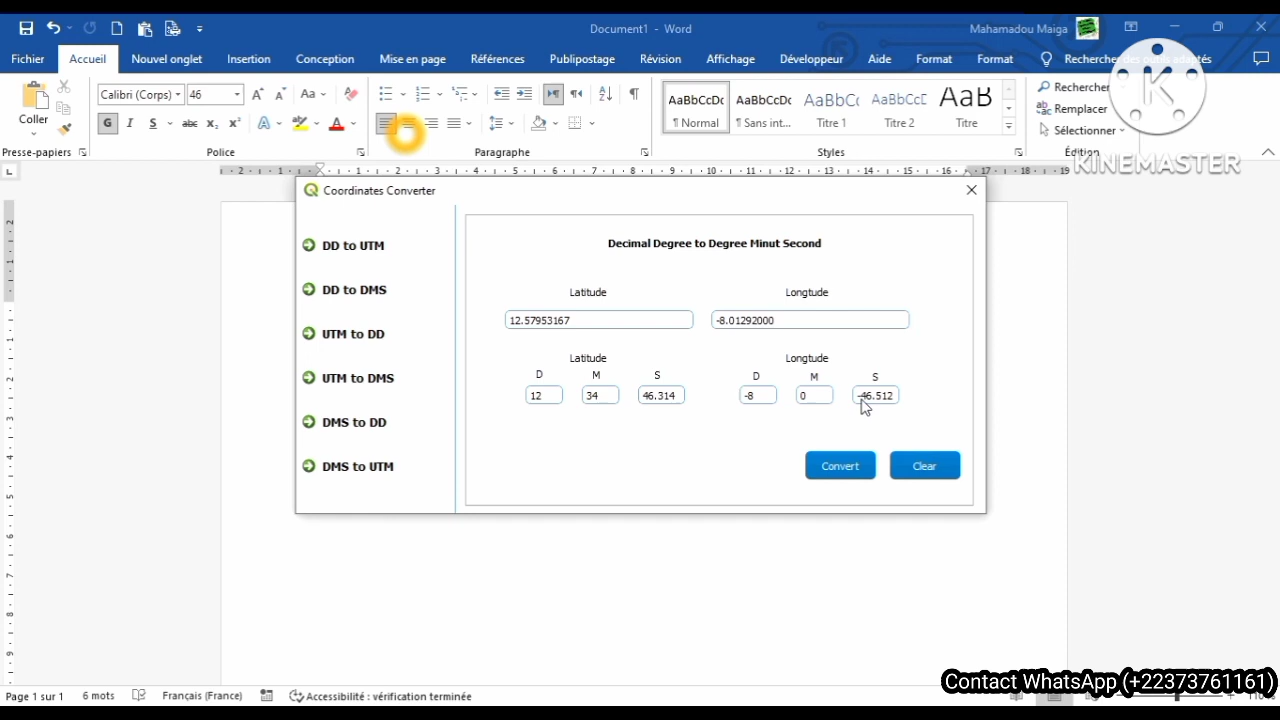 Document1 - Word
Mahamadou Maiga
Fichier Accueil Nouvel onglet Insertion Conception Mise en page Références Publipostage Révision Affichage Développeur Aide Format Format Rechercher des outils adaptés
Coller
Calibri (Corps) 46
AaBbCcDc AaBbCcDc AaBbCc AaBbCcD AaB
¶ Normal ¶ Sans int... Titre 1 Titre 2 Titre
Rechercher
Remplacer
Sélectionner
Presse-papiers Police Paragraphe Styles Édition
K
KINEMASTER
Coordinates Converter
DD to UTM
DD to DMS
UTM to DD
UTM to DMS
DMS to DD
DMS to UTM
Decimal Degree to Degree Minut Second
Latitude Longtude
12.57953167 -8.01292000
Latitude Longtude
D M S D M S
12 34 46.314 -8 0 -46.512
Convert Clear
Contact WhatsApp (+22373761161)
Page 1 sur 1 6 mots Français (France) Accessibilité : vérification terminée